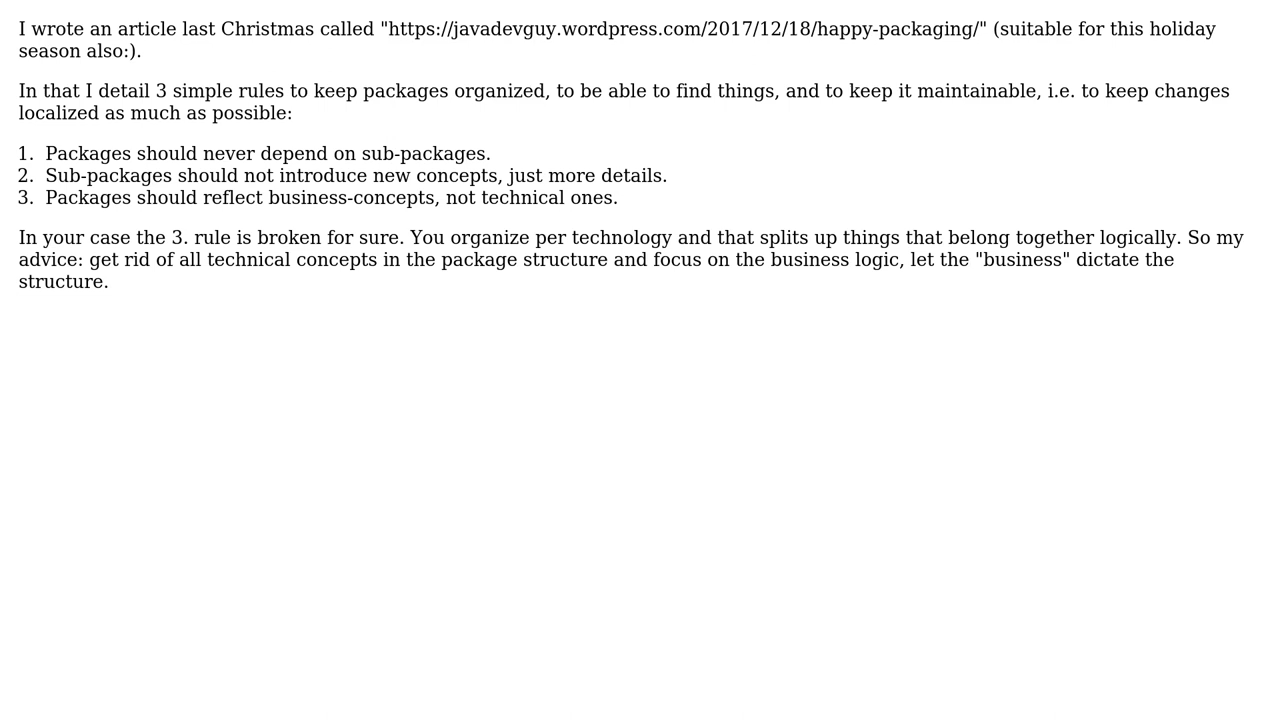 I wrote an article last Christmas called "https://javadevguy.wordpress.com/2017/12/18/happy-packaging/" (suitable for this holiday
season also:).
In that I detail 3 simple rules to keep packages organized, to be able to find things, and to keep it maintainable, i.e. to keep changes
localized as much as possible:
1. Packages should never depend on sub-packages.
2. Sub-packages should not introduce new concepts, just more details.
3. Packages should reflect business-concepts, not technical ones.
In your case the 3. rule is broken for sure. You organize per technology and that splits up things that belong together logically. So my
advice: get rid of all technical concepts in the package structure and focus on the business logic, let the "business" dictate the
structure.